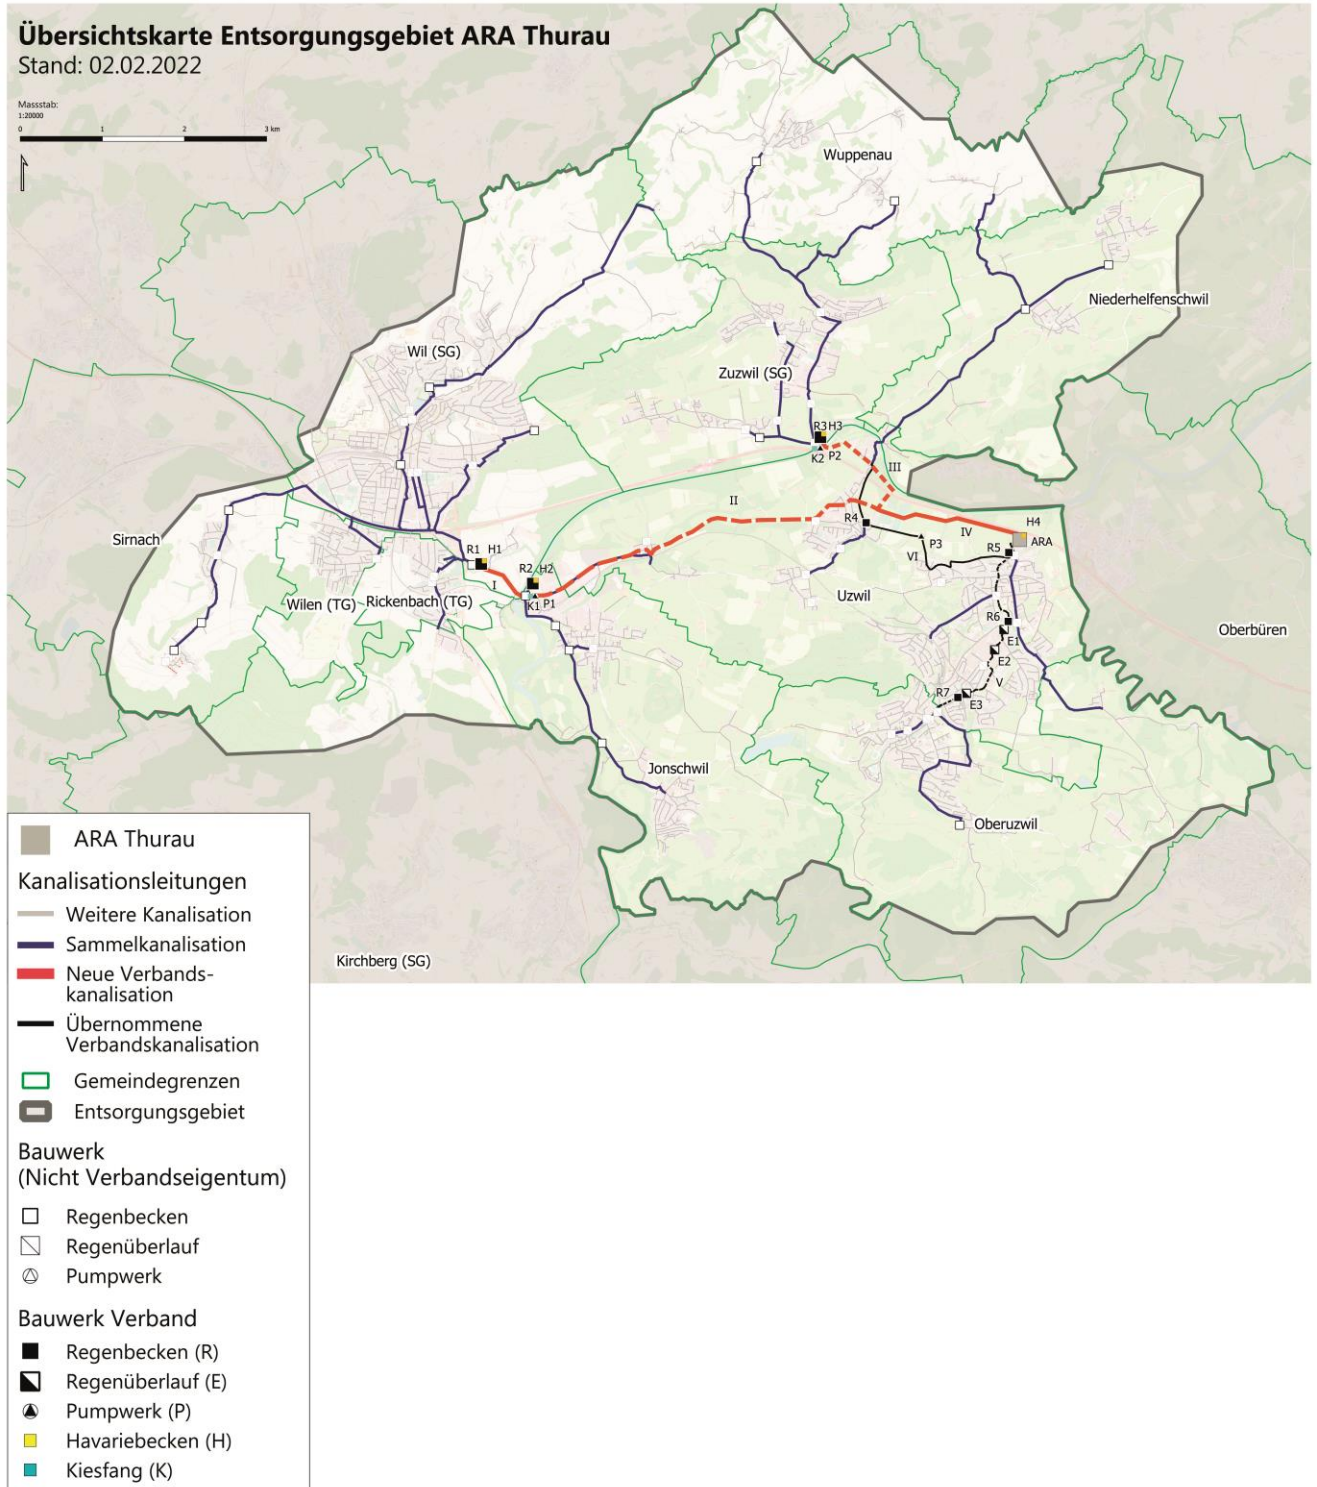 Übersichtskarte Entsorgungsgebiet ARA Thurau
Stand: 02.02.2022
Massstab:
1:20000
0 1 2 3 km
Wuppenau
Niederhelfenschwil
Wil (SG)
Zuzwil (SG)
R3 H3
K2 P2
III
II
R4
H4
IV
ARA
Sirnach
P3
R5
VI
R1 H1
R2 H2
I
K1 P1
Wilen (TG)
Rickenbach (TG)
Uzwil
R6
E1
Oberbüren
E2
V
R7
E3
Jonschwil
Oberuzwil
Kirchberg (SG)
ARA Thurau
Kanalisationsleitungen
Weitere Kanalisation
Sammelkanalisation
Neue Verbands-
kanalisation
Übernommene
Verbandskanalisation
Gemeindegrenzen
Entsorgungsgebiet
Bauwerk
(Nicht Verbandseigentum)
Regenbecken
Regenüberlauf
Pumpwerk
Bauwerk Verband
Regenbecken (R)
Regenüberlauf (E)
Pumpwerk (P)
Havariebecken (H)
Kiesfang (K)